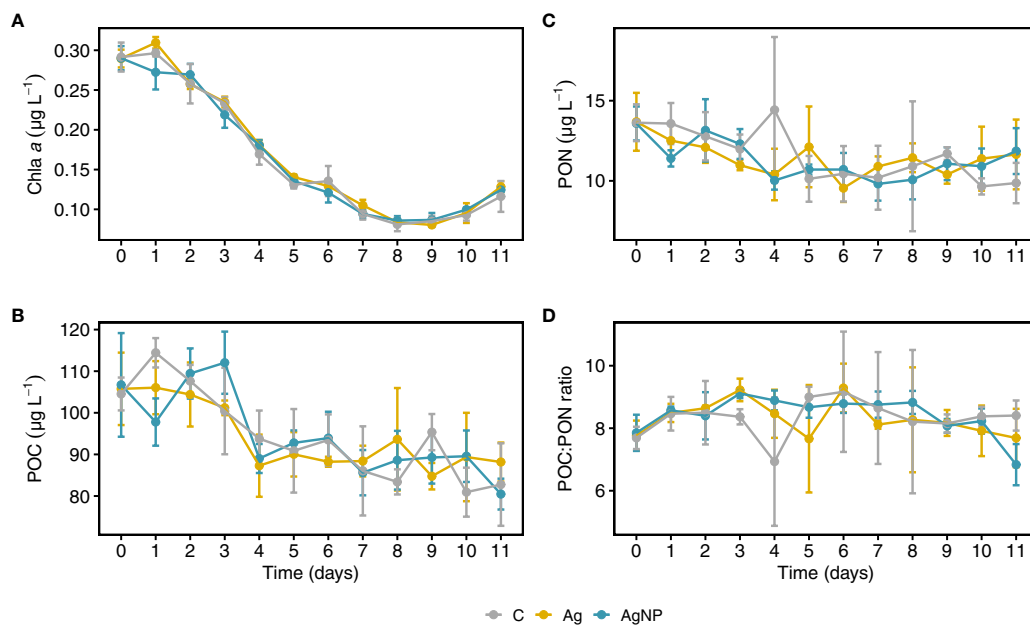 A
Chla a (µg L⁻¹)
0.30
0.25
0.20
0.15
0.10
0 1 2 3 4 5 6 7 8 9 10 11
C
PON (µg L⁻¹)
15
10
0 1 2 3 4 5 6 7 8 9 10 11
B
POC (µg L⁻¹)
120
110
100
90
80
0 1 2 3 4 5 6 7 8 9 10 11
Time (days)
D
POC:PON ratio
10
8
6
0 1 2 3 4 5 6 7 8 9 10 11
Time (days)
C Ag AgNP